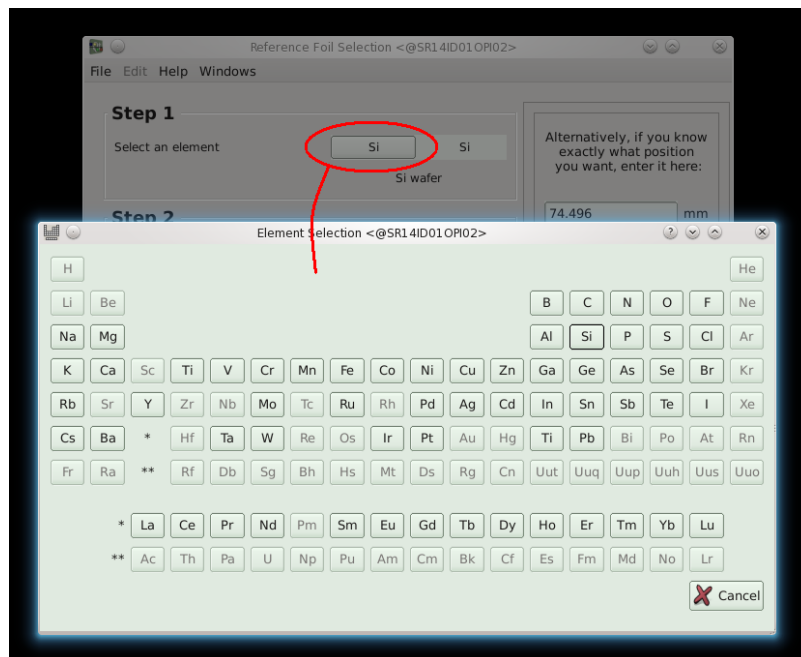 Reference Foil Selection <@SR14ID01OPI02>
File Edit Help Windows
Step 1
Select an element Si Si
Si wafer
Alternatively, if you know
exactly what position
you want, enter it here:
Step 2
74.496 mm
Element Selection <@SR14ID01OPI02>
H He
Li Be B C N O F Ne
Na Mg Al Si P S Cl Ar
K Ca Sc Ti V Cr Mn Fe Co Ni Cu Zn Ga Ge As Se Br Kr
Rb Sr Y Zr Nb Mo Tc Ru Rh Pd Ag Cd In Sn Sb Te I Xe
Cs Ba * Hf Ta W Re Os Ir Pt Au Hg Ti Pb Bi Po At Rn
Fr Ra ** Rf Db Sg Bh Hs Mt Ds Rg Cn Uut Uuq Uup Uuh Uus Uuo
* La Ce Pr Nd Pm Sm Eu Gd Tb Dy Ho Er Tm Yb Lu
** Ac Th Pa U Np Pu Am Cm Bk Cf Es Fm Md No Lr
Cancel